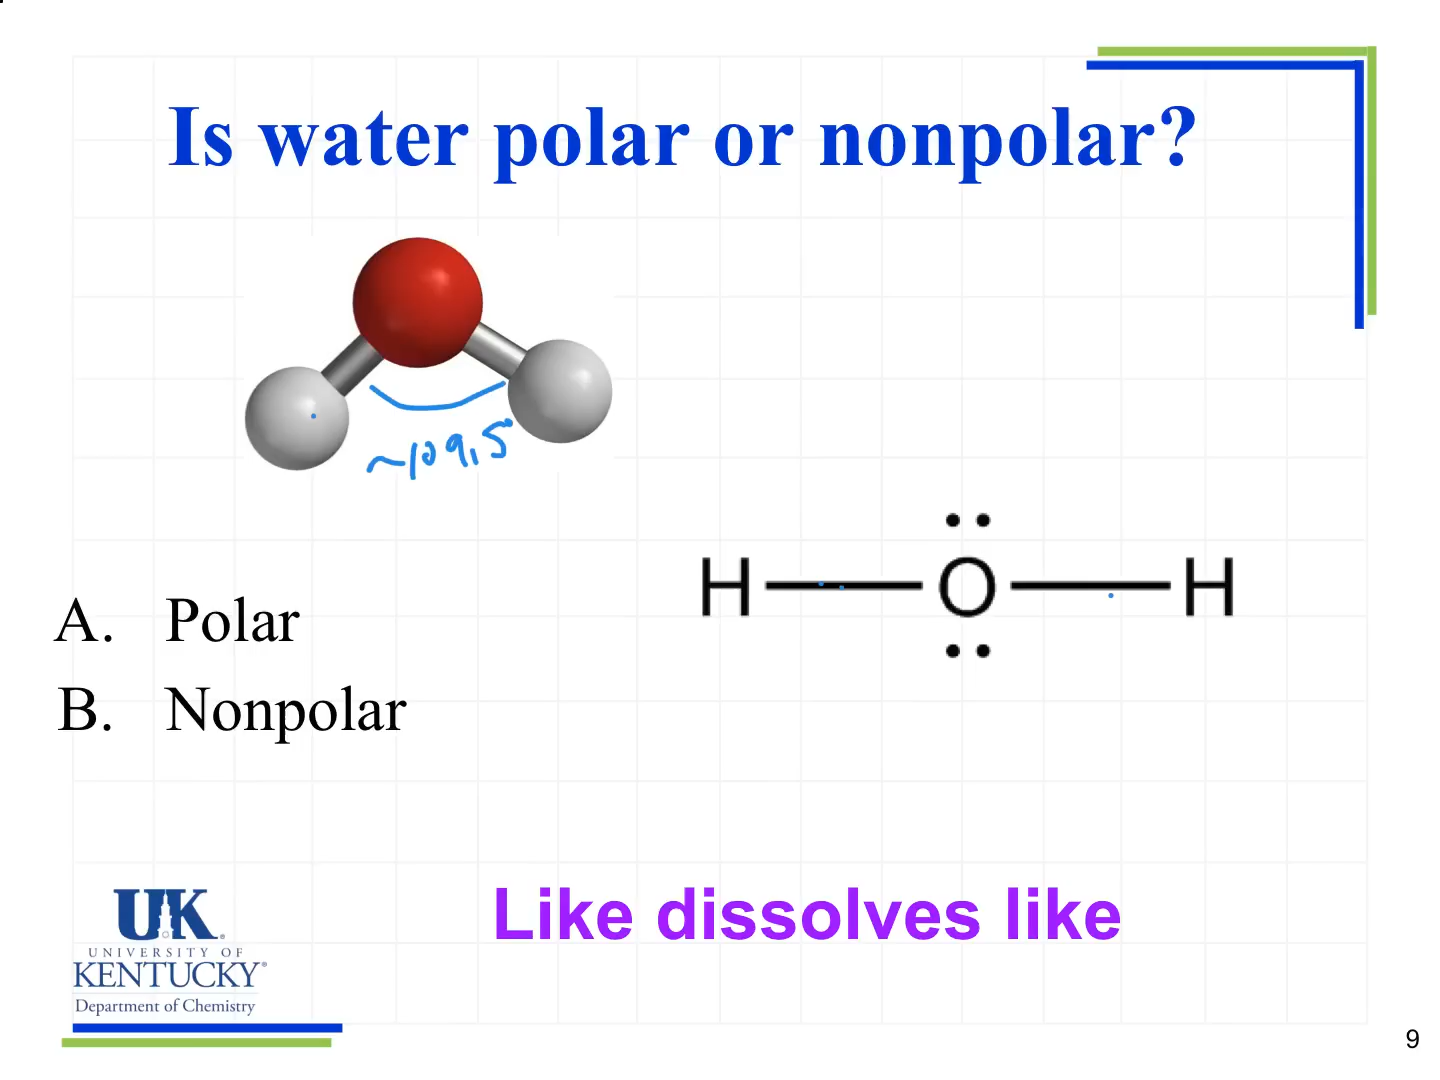 Is water polar or nonpolar?
~109.5°
H — O — H
A. Polar
B. Nonpolar
Like dissolves like
UK
UNIVERSITY OF
KENTUCKY®
Department of Chemistry
9